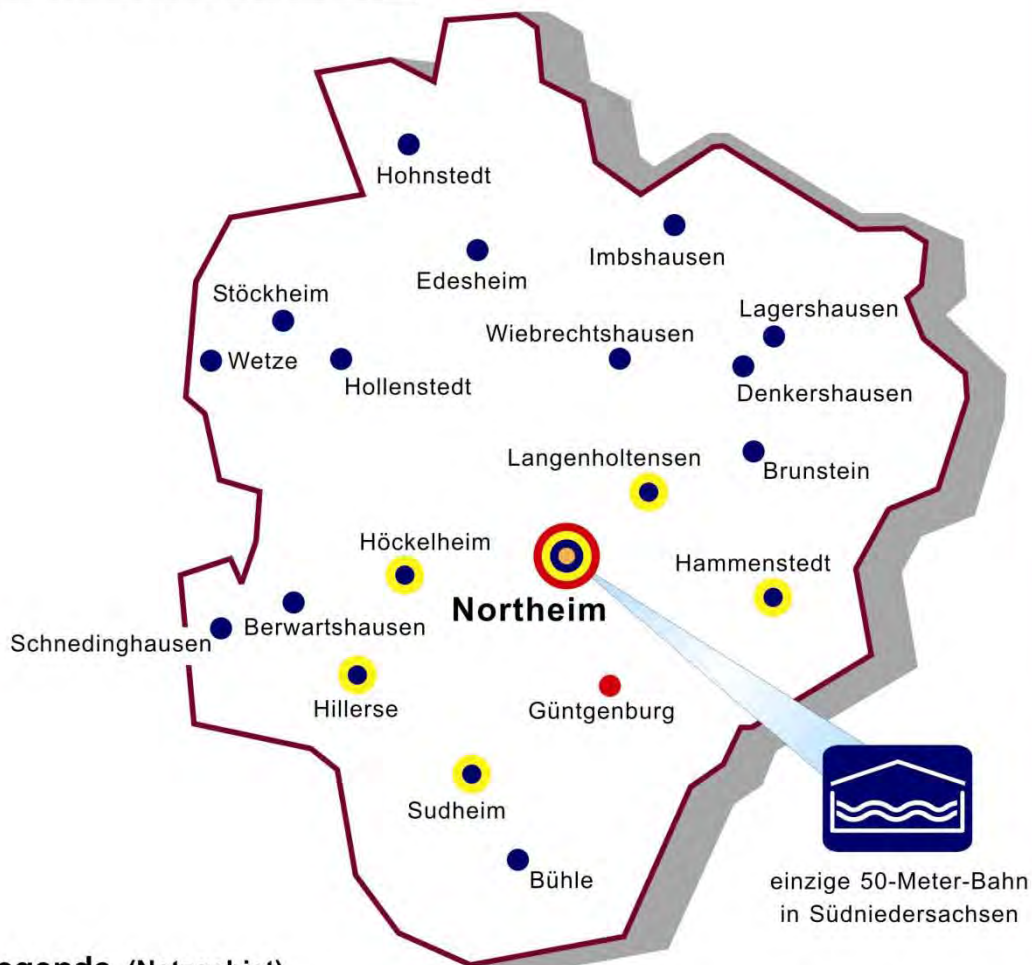 Hohnstedt
Imbshausen
Edesheim
Stöckheim
Lagershausen
Wiebrechtshausen
Wetze
Hollenstedt
Denkershausen
Langenholtensen
Brunstein
Höckelheim
Hammenstedt
Northeim
Berwartshausen
Schnedinghausen
Hillerse
Güntgenburg
Sudheim
Bühle
einzige 50-Meter-Bahn
in Südniedersachsen